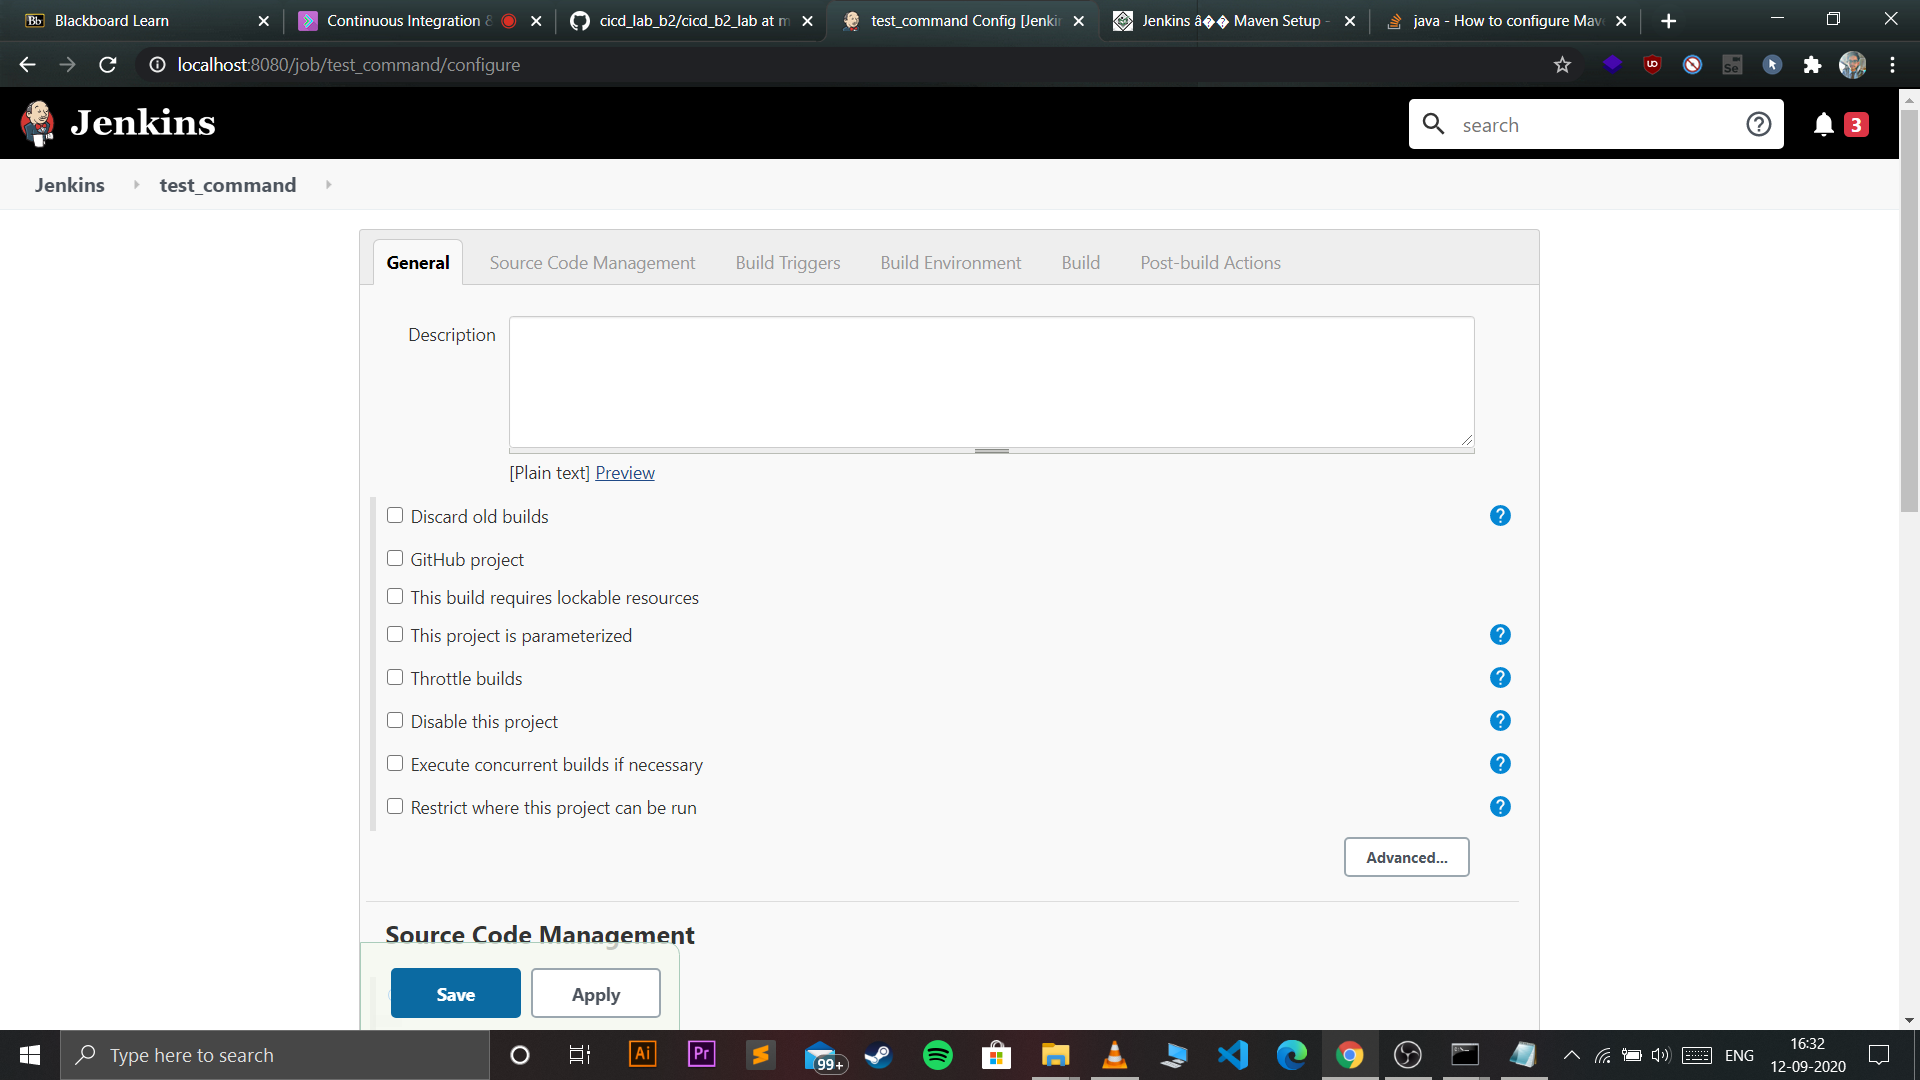 Blackboard Learn
Continuous Integration &
cicd_lab_b2/cicd_b2_lab at m
test_command Config [Jenki
Jenkins â�� Maven Setup -
java - How to configure Mav
localhost:8080/job/test_command/configure
Jenkins
search
3
Jenkins
test_command
General
Source Code Management
Build Triggers
Build Environment
Build
Post-build Actions
Description
[Plain text] Preview
Discard old builds
GitHub project
This build requires lockable resources
This project is parameterized
Throttle builds
Disable this project
Execute concurrent builds if necessary
Restrict where this project can be run
Advanced...
Source Code Management
Save
Apply
Type here to search
99+
ENG
16:32
12-09-2020